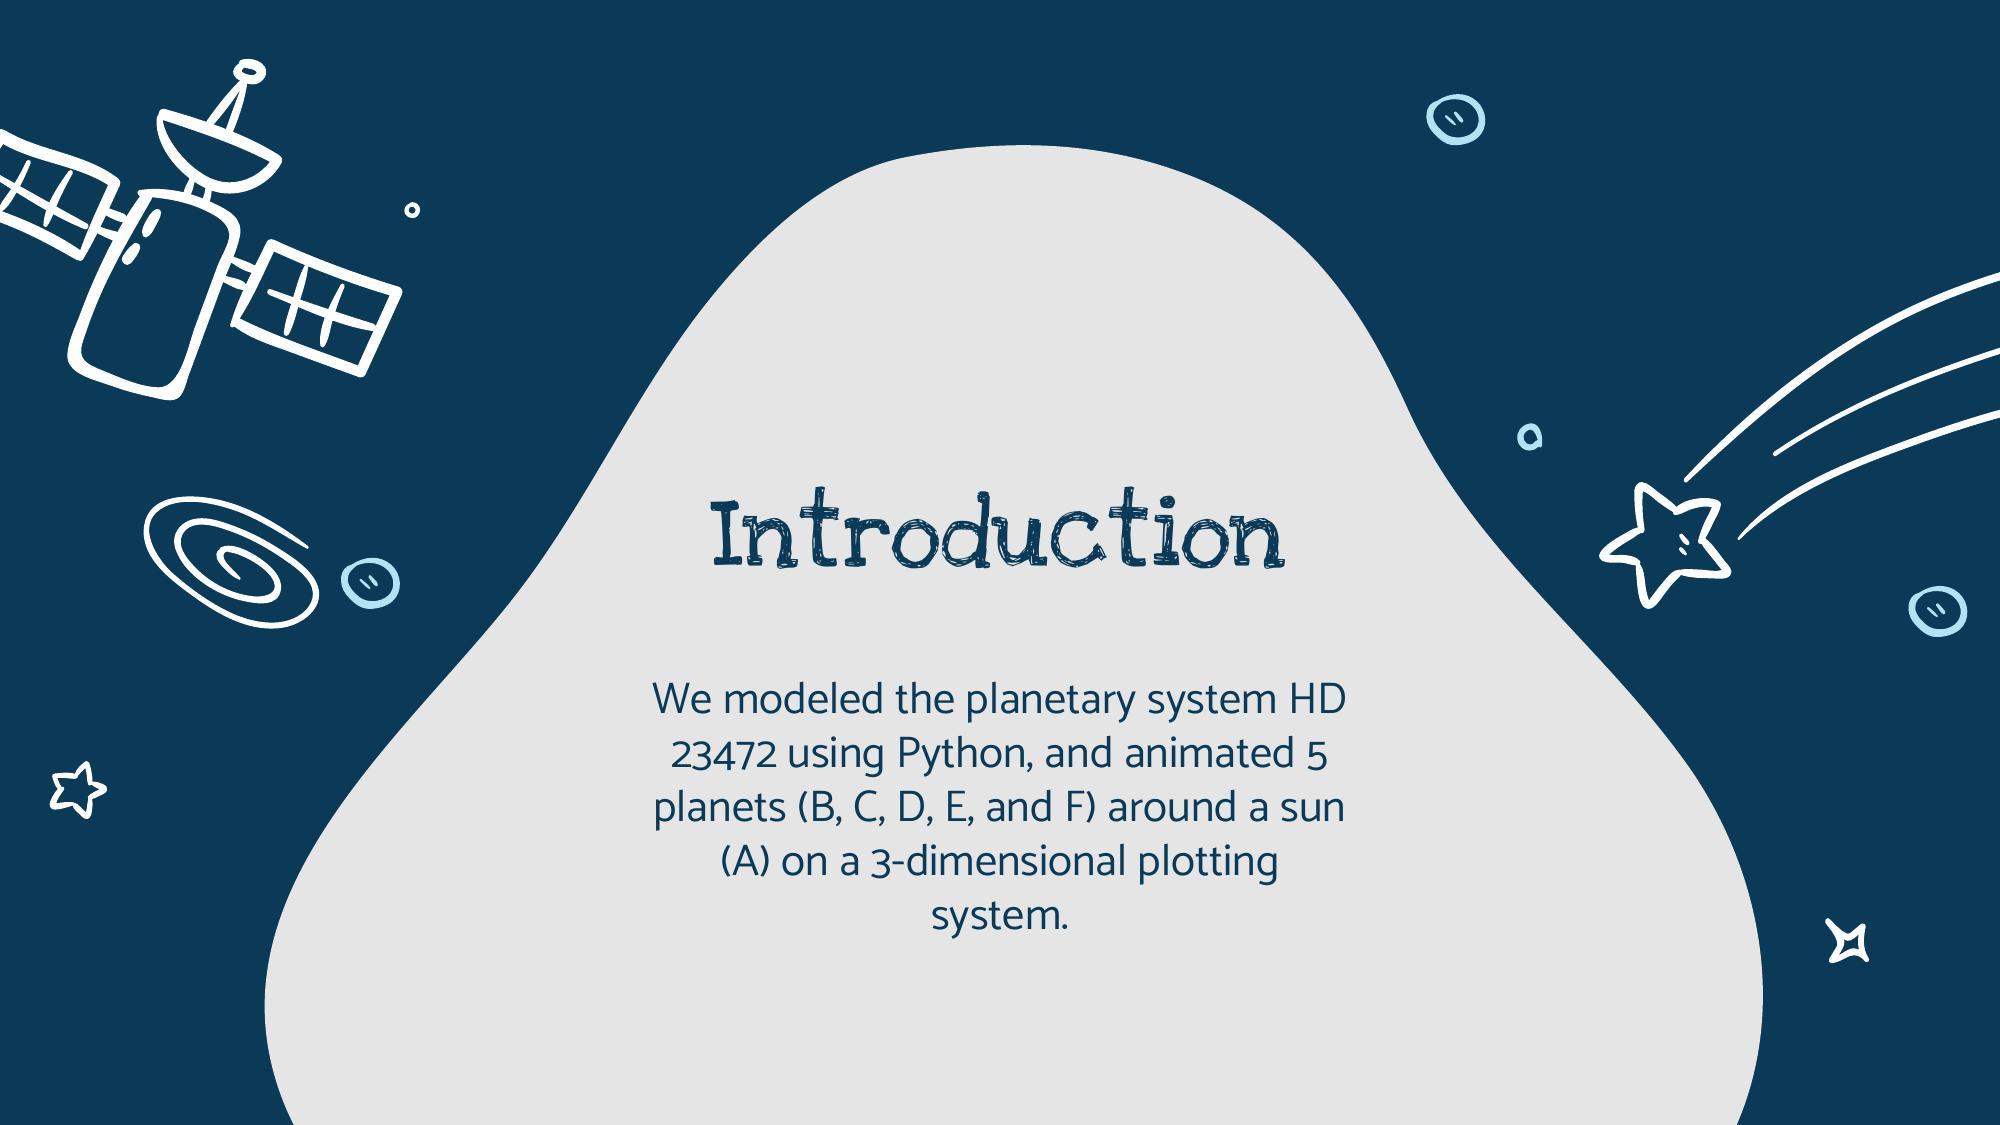 Introduction
We modeled the planetary system HD
23472 using Python, and animated 5
planets (B, C, D, E, and F) around a sun
(A) on a 3-dimensional plotting
system.